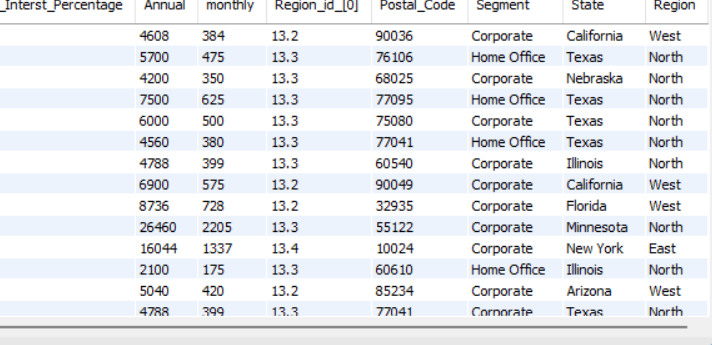 _Interst_Percentage Annual monthly Region_id_[0] Postal_Code Segment State Region
4608 384 13.2 90036 Corporate California West
5700 475 13.3 76106 Home Office Texas North
4200 350 13.3 68025 Corporate Nebraska North
7500 625 13.3 77095 Home Office Texas North
6000 500 13.3 75080 Corporate Texas North
4560 380 13.3 77041 Home Office Texas North
4788 399 13.3 60540 Corporate Illinois North
6900 575 13.2 90049 Corporate California West
8736 728 13.2 32935 Corporate Florida West
26460 2205 13.3 55122 Corporate Minnesota North
16044 1337 13.4 10024 Corporate New York East
2100 175 13.3 60610 Home Office Illinois North
5040 420 13.2 85234 Corporate Arizona West
4788 399 13.3 77041 Corporate Texas North